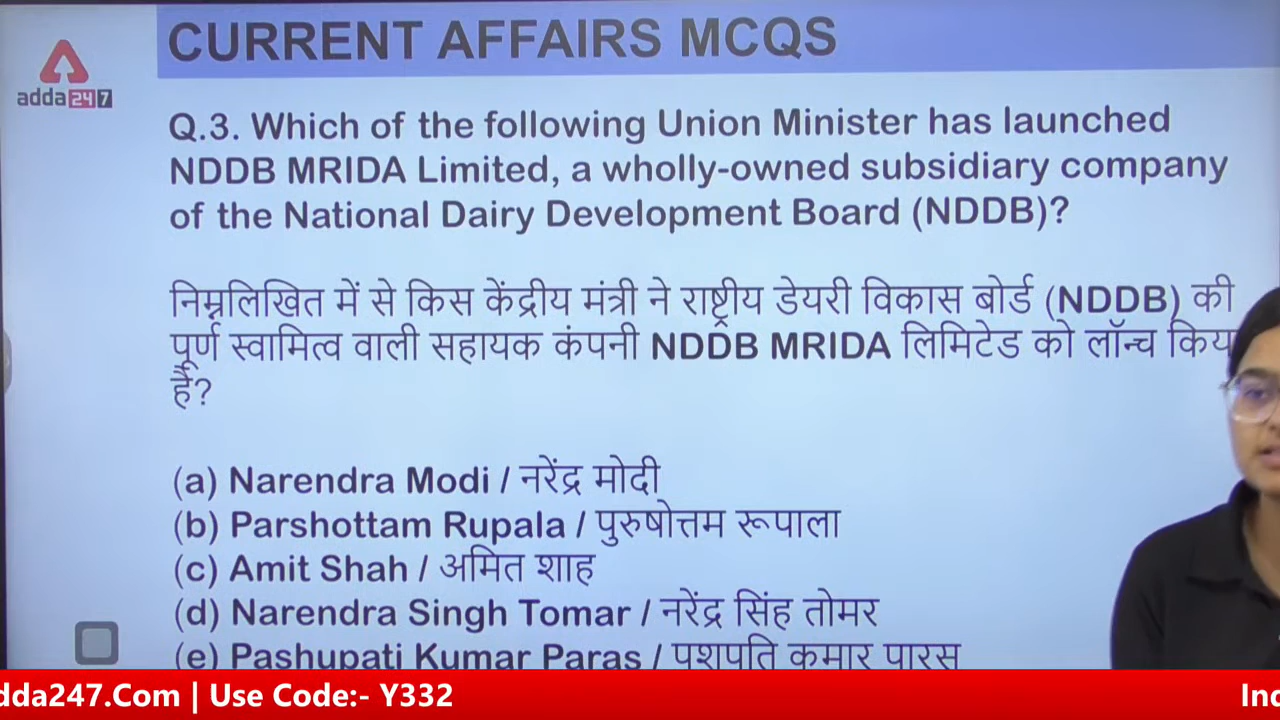 CURRENT AFFAIRS MCQS
adda247
Q.3. Which of the following Union Minister has launched
NDDB MRIDA Limited, a wholly-owned subsidiary company
of the National Dairy Development Board (NDDB)?
निम्नलिखित में से किस केंद्रीय मंत्री ने राष्ट्रीय डेयरी विकास बोर्ड (NDDB) की
पूर्ण स्वामित्व वाली सहायक कंपनी NDDB MRIDA लिमिटेड को लॉन्च किय
है?
(a) Narendra Modi / नरेंद्र मोदी
(b) Parshottam Rupala / पुरुषोत्तम रूपाला
(c) Amit Shah / अमित शाह
(d) Narendra Singh Tomar / नरेंद्र सिंह तोमर
(e) Pashupati Kumar Paras / पशुपति कुमार पारस
dda247.Com | Use Code:- Y332
Ind